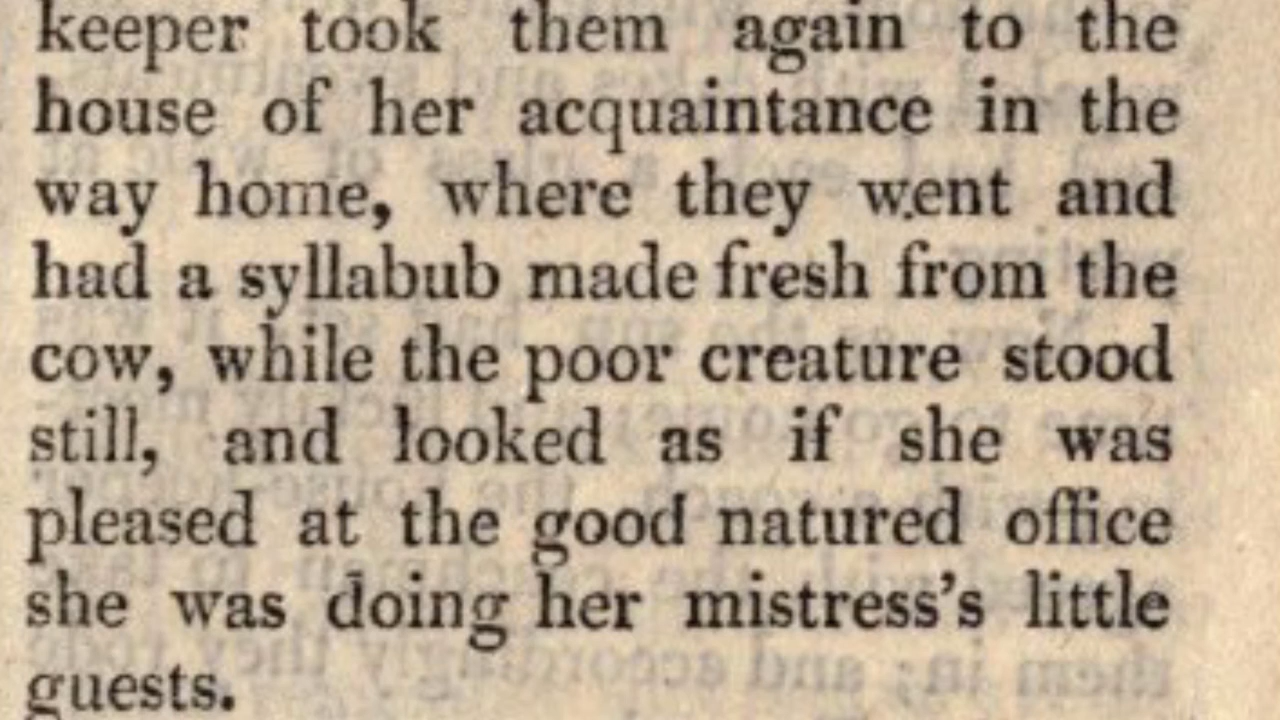 keeper took them again to the
house of her acquaintance in the
way home, where they went and
had a syllabub made fresh from the
cow, while the poor creature stood
still, and looked as if she was
pleased at the good natured office
she was doing her mistress's little
guests.